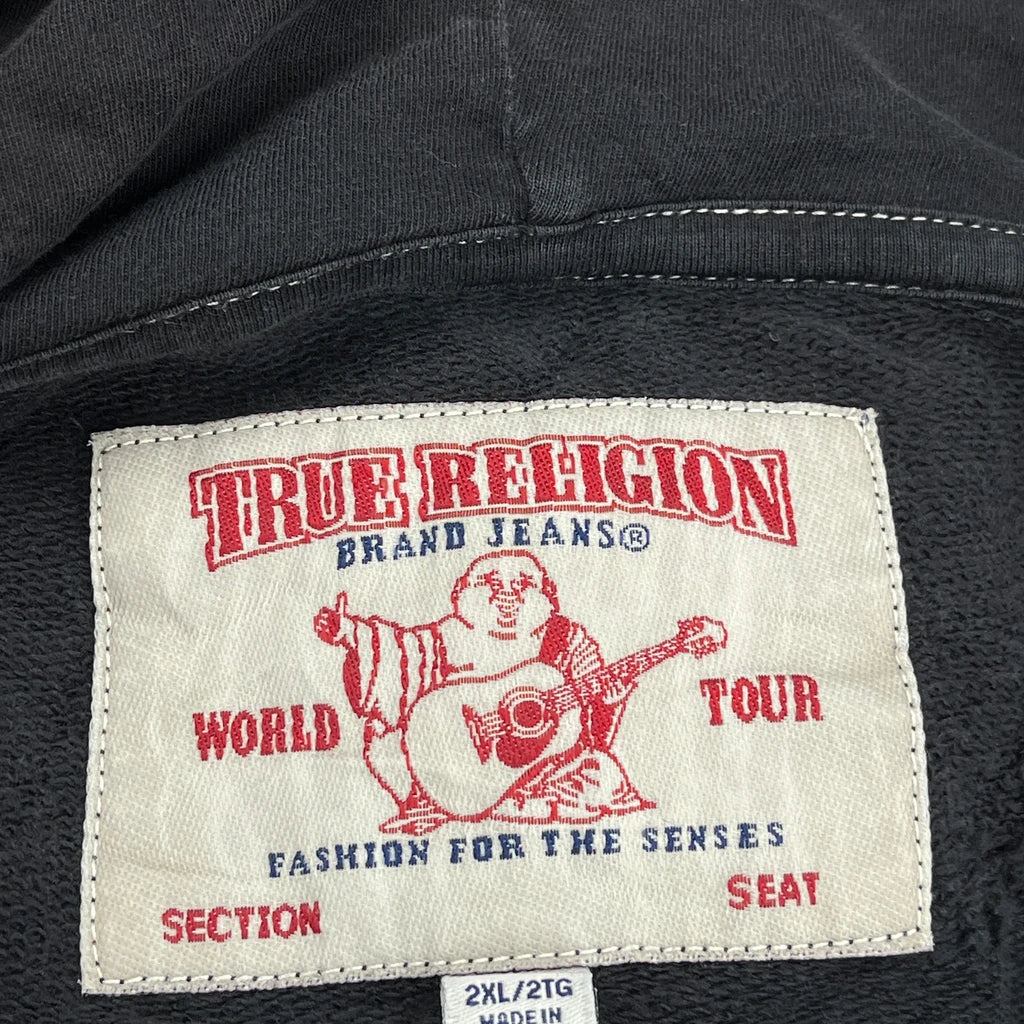 TRUE RELIGION
BRAND JEANS®
WORLD TOUR
FASHION FOR THE SENSES
SECTION SEAT
2XL/2TG
MADE IN